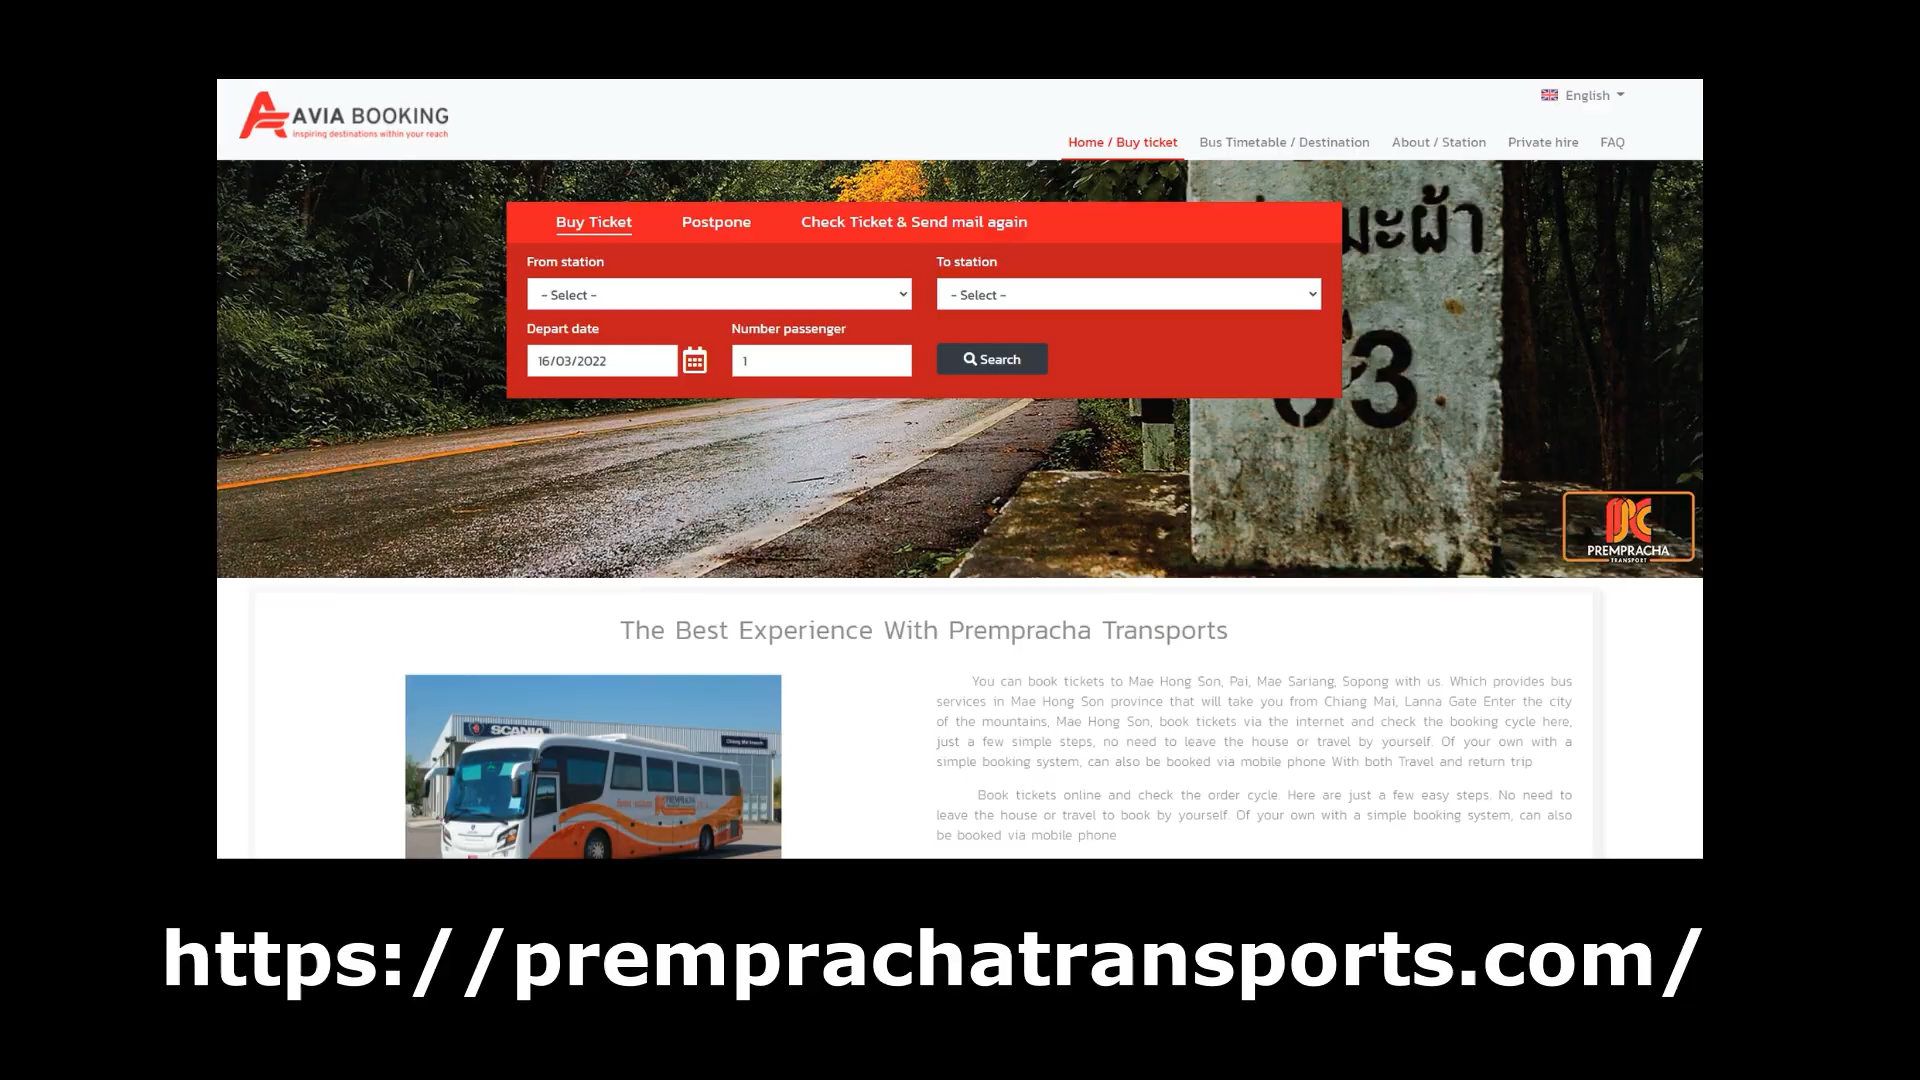 AVIA BOOKING
Inspiring destinations within your reach
English
Home / Buy ticket
Bus Timetable / Destination
About / Station
Private hire
FAQ
Buy Ticket
Postpone
Check Ticket & Send mail again
From station
To station
- Select -
- Select -
Depart date
Number passenger
16/03/2022
1
Search
มะผ้า
63
PREMPRACHA
TRANSPORT
The Best Experience With Prempracha Transports
You can book tickets to Mae Hong Son, Pai, Mae Sariang, Sopong with us. Which provides bus
services in Mae Hong Son province that will take you from Chiang Mai, Lanna Gate Enter the city
of the mountains, Mae Hong Son, book tickets via the internet and check the booking cycle here,
just a few simple steps, no need to leave the house or travel by yourself. Of your own with a
simple booking system, can also be booked via mobile phone With both Travel and return trip
Book tickets online and check the order cycle. Here are just a few easy steps. No need to
leave the house or travel to book by yourself. Of your own with a simple booking system, can also
be booked via mobile phone
SCANIA
Chiang Mai branch
PREMPRACHA
https://premprachatransports.com/